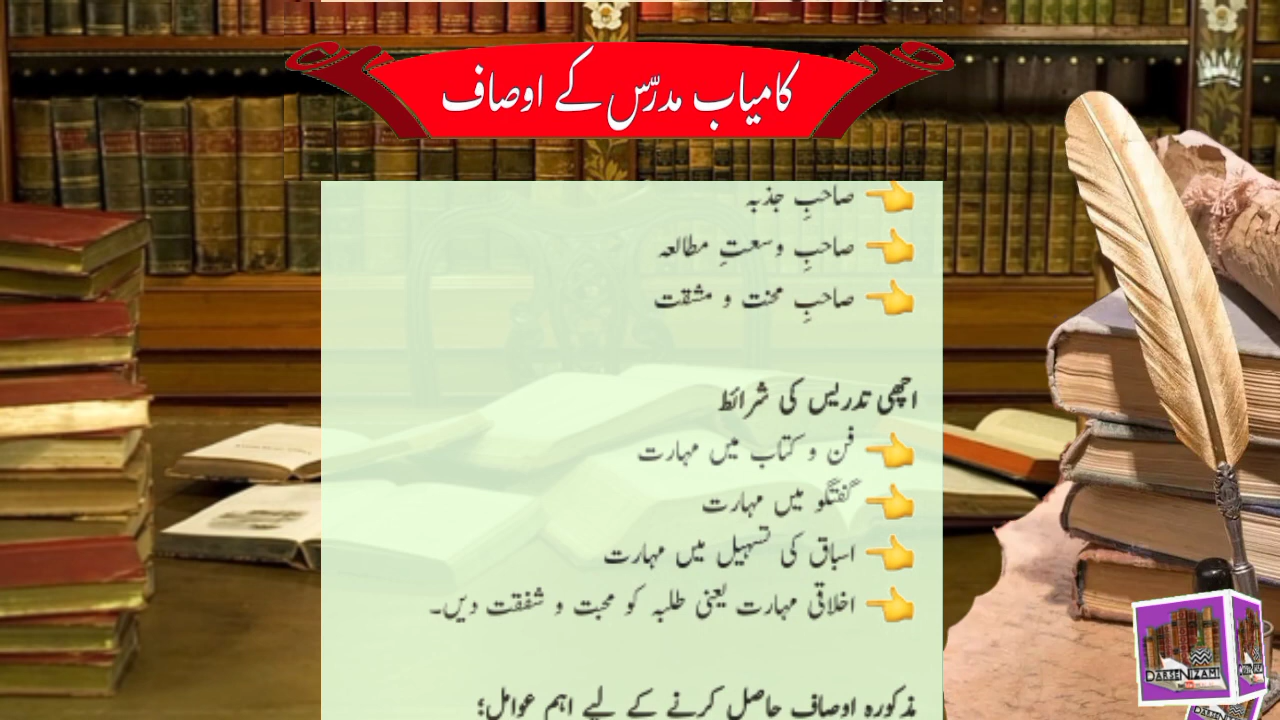 کامیاب مدرّس کے اوصاف
👈 صاحبِ جذبہ
👈 صاحبِ وسعتِ مطالعہ
👈 صاحبِ محنت و مشقت
اچھی تدریس کی شرائط
👈 فن و کتاب میں مہارت
👈 گفتگو میں مہارت
👈 اسباق کی تسہیل میں مہارت
👈 اخلاقی مہارت یعنی طلبہ کو محبت و شفقت دیں۔
مذکورہ اوصاف حاصل کرنے کے لیے اہم عوامل؛
DARSENIZAMI